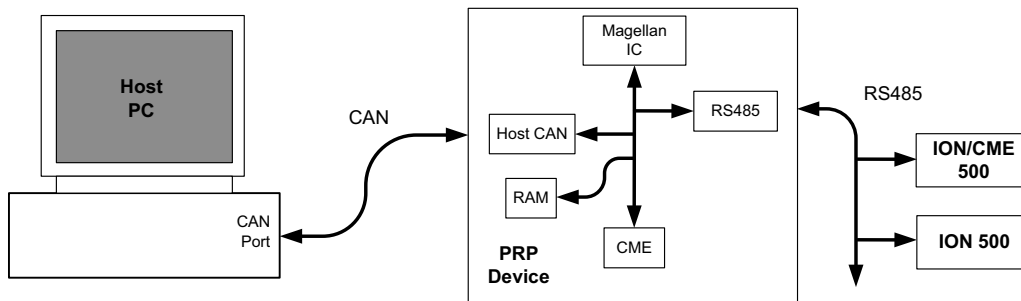 Host
PC
CAN
Port
CAN
Magellan
IC
RS485
Host CAN
RAM
CME
PRP
Device
RS485
ION/CME
500
ION 500